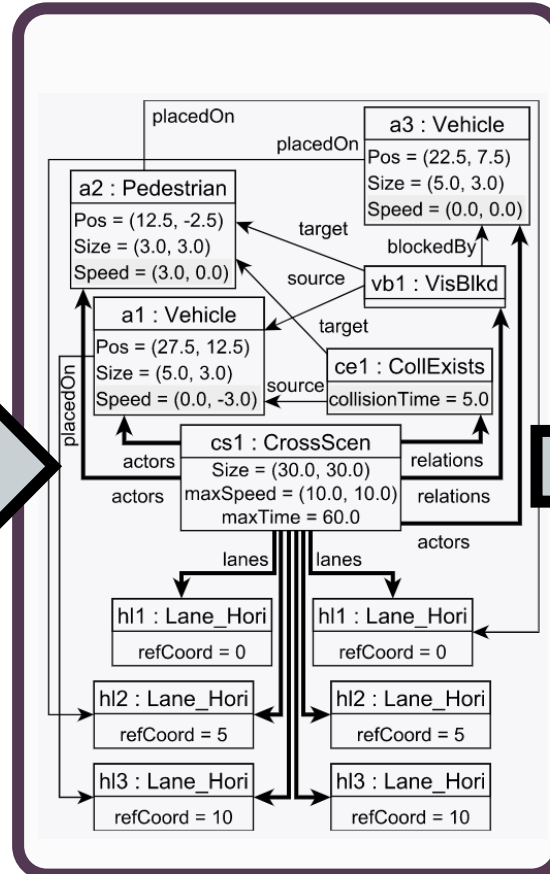 placedOn
placedOn
a3 : Vehicle
Pos = (22.5, 7.5)
Size = (5.0, 3.0)
Speed = (0.0, 0.0)
a2 : Pedestrian
Pos = (12.5, -2.5)
Size = (3.0, 3.0)
Speed = (3.0, 0.0)
target
blockedBy
source
vb1 : VisBlkd
a1 : Vehicle
Pos = (27.5, 12.5)
Size = (5.0, 3.0)
Speed = (0.0, -3.0)
target
placedOn
source
ce1 : CollExists
collisionTime = 5.0
cs1 : CrossScen
Size = (30.0, 30.0)
maxSpeed = (10.0, 10.0)
maxTime = 60.0
actors
relations
actors
relations
actors
lanes
lanes
hl1 : Lane_Hori
refCoord = 0
hl1 : Lane_Hori
refCoord = 0
hl2 : Lane_Hori
refCoord = 5
hl2 : Lane_Hori
refCoord = 5
hl3 : Lane_Hori
refCoord = 10
hl3 : Lane_Hori
refCoord = 10